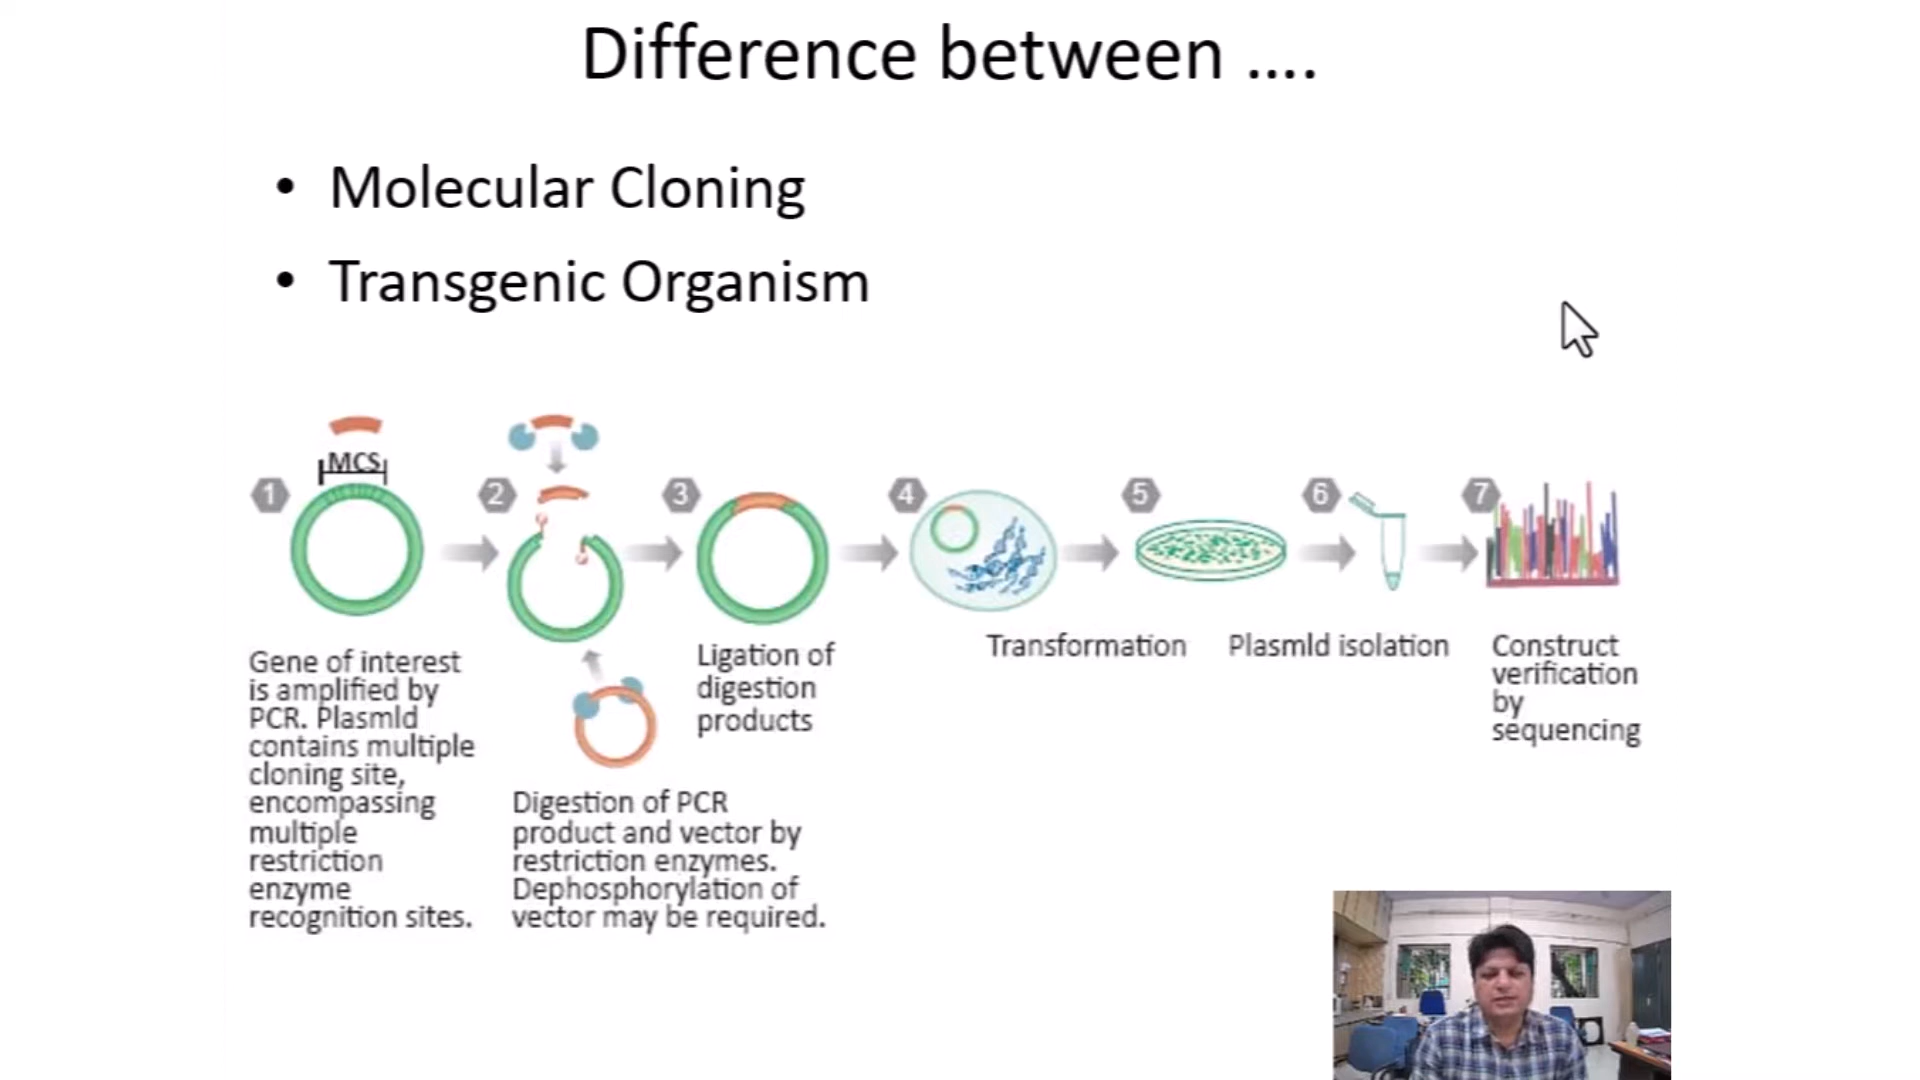 Difference between ....
• Molecular Cloning
• Transgenic Organism
MCS
1
2
3
4
5
6
7
Gene of interest
is amplified by
PCR. PlasmId
contains multiple
cloning site,
encompassing
multiple
restriction
enzyme
recognition sites.
Digestion of PCR
product and vector by
restriction enzymes.
Dephosphorylation of
vector may be required.
Ligation of
digestion
products
Transformation
PlasmId isolation
Construct
verification
by
sequencing